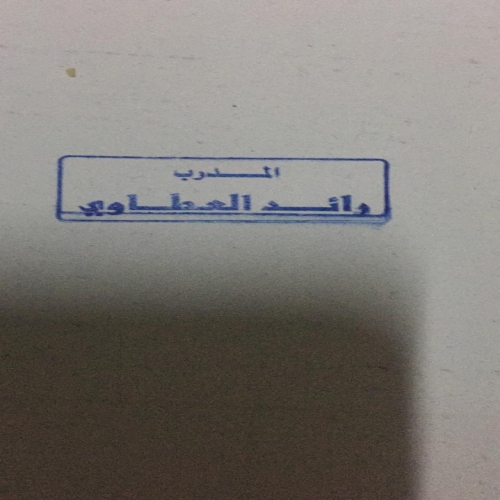 المدرب
رائد العطاوي